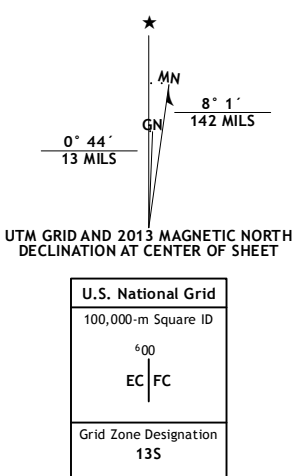 ★
MN
GN
8° 1´
142 MILS
0° 44´
13 MILS
UTM GRID AND 2013 MAGNETIC NORTH
DECLINATION AT CENTER OF SHEET
U.S. National Grid
100,000-m Square ID
⁶00
EC FC
Grid Zone Designation
13S